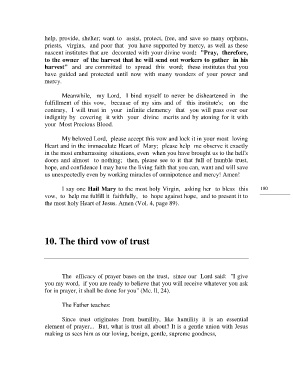 help, provide, shelter; want to assist, protect, free, and save so many orphans,
priests, virgins, and poor that you have supported by mercy, as well as these
nascent institutes that are decorated with your divine word: "Pray, therefore,
to the owner of the harvest that he will send out workers to gather in his
harvest" and are committed to spread this word; these institutes that you
have guided and protected until now with many wonders of your power and
mercy.
Meanwhile, my Lord, I bind myself to never be disheartened in the
fulfillment of this vow, because of my sins and of this institute's; on the
contrary, I will trust in your infinite clemency that you will pass over our
indignity by covering it with your divine merits and by atoning for it with
your Most Precious Blood.
My beloved Lord, please accept this vow and lock it in your most loving
Heart and in the immaculate Heart of Mary; please help me observe it exactly
in the most embarrassing situations, even when you have brought us to the hell's
doors and almost to nothing; then, please see to it that full of humble trust,
hope, and confidence I may have the living faith that you can, want and will save
us unexpectedly even by working miracles of omnipotence and mercy! Amen!
I say one Hail Mary to the most holy Virgin, asking her to bless this
vow, to help me fulfill it faithfully, to hope against hope, and to present it to
the most holy Heart of Jesus. Amen (Vol. 4, page 89).
100
10. The third vow of trust
The efficacy of prayer bases on the trust, since our Lord said: "I give
you my word, if you are ready to believe that you will receive whatever you ask
for in prayer, it shall be done for you" (Mc. ll, 24).
The Father teaches:
Since trust originates from humility, like humility it is an essential
element of prayer... But, what is trust all about? It is a gentle union with Jesus
making us seen him as our loving, benign, gentle, supreme goodness,